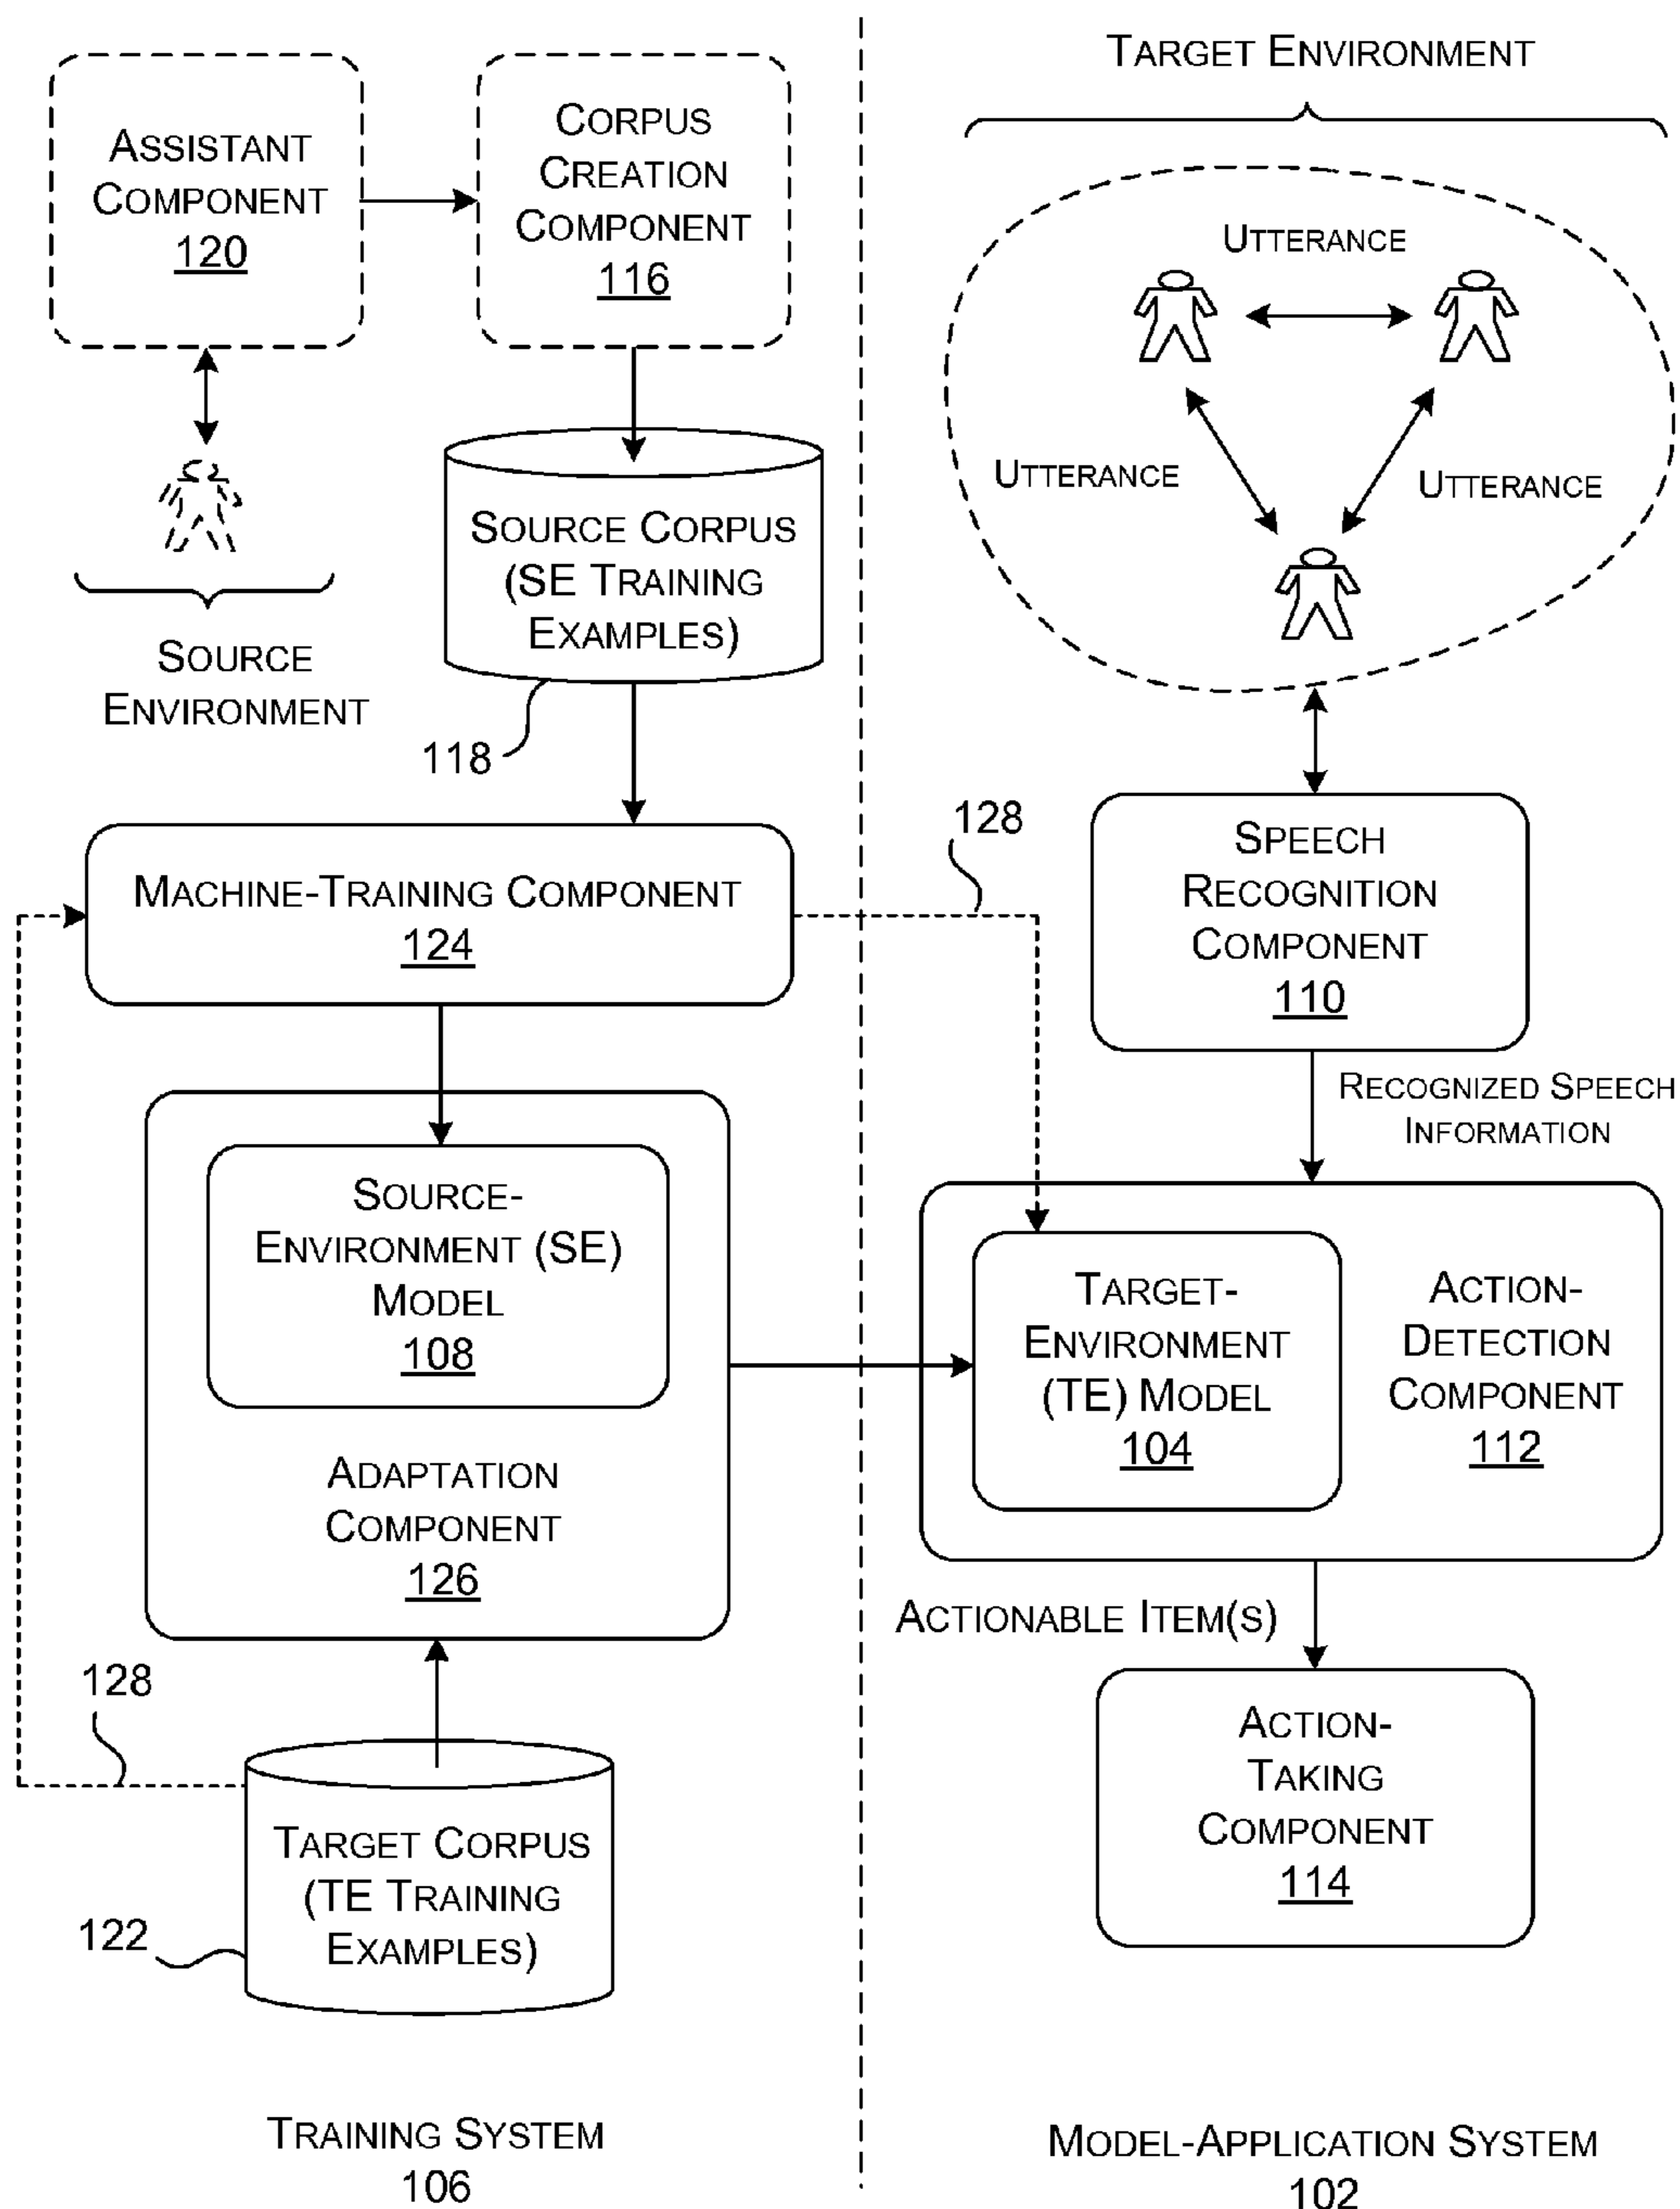 ASSISTANT
COMPONENT
120
CORPUS
CREATION
COMPONENT
116
SOURCE
ENVIRONMENT
SOURCE CORPUS
(SE TRAINING
EXAMPLES)
118
MACHINE-TRAINING COMPONENT
124
128
SOURCE-
ENVIRONMENT (SE)
MODEL
108
ADAPTATION
COMPONENT
126
128
TARGET CORPUS
(TE TRAINING
EXAMPLES)
122
TRAINING SYSTEM
106
TARGET ENVIRONMENT
UTTERANCE
UTTERANCE
UTTERANCE
SPEECH
RECOGNITION
COMPONENT
110
RECOGNIZED SPEECH
INFORMATION
TARGET-
ENVIRONMENT
(TE) MODEL
104
ACTION-
DETECTION
COMPONENT
112
ACTIONABLE ITEM(S)
ACTION-
TAKING
COMPONENT
114
MODEL-APPLICATION SYSTEM
102